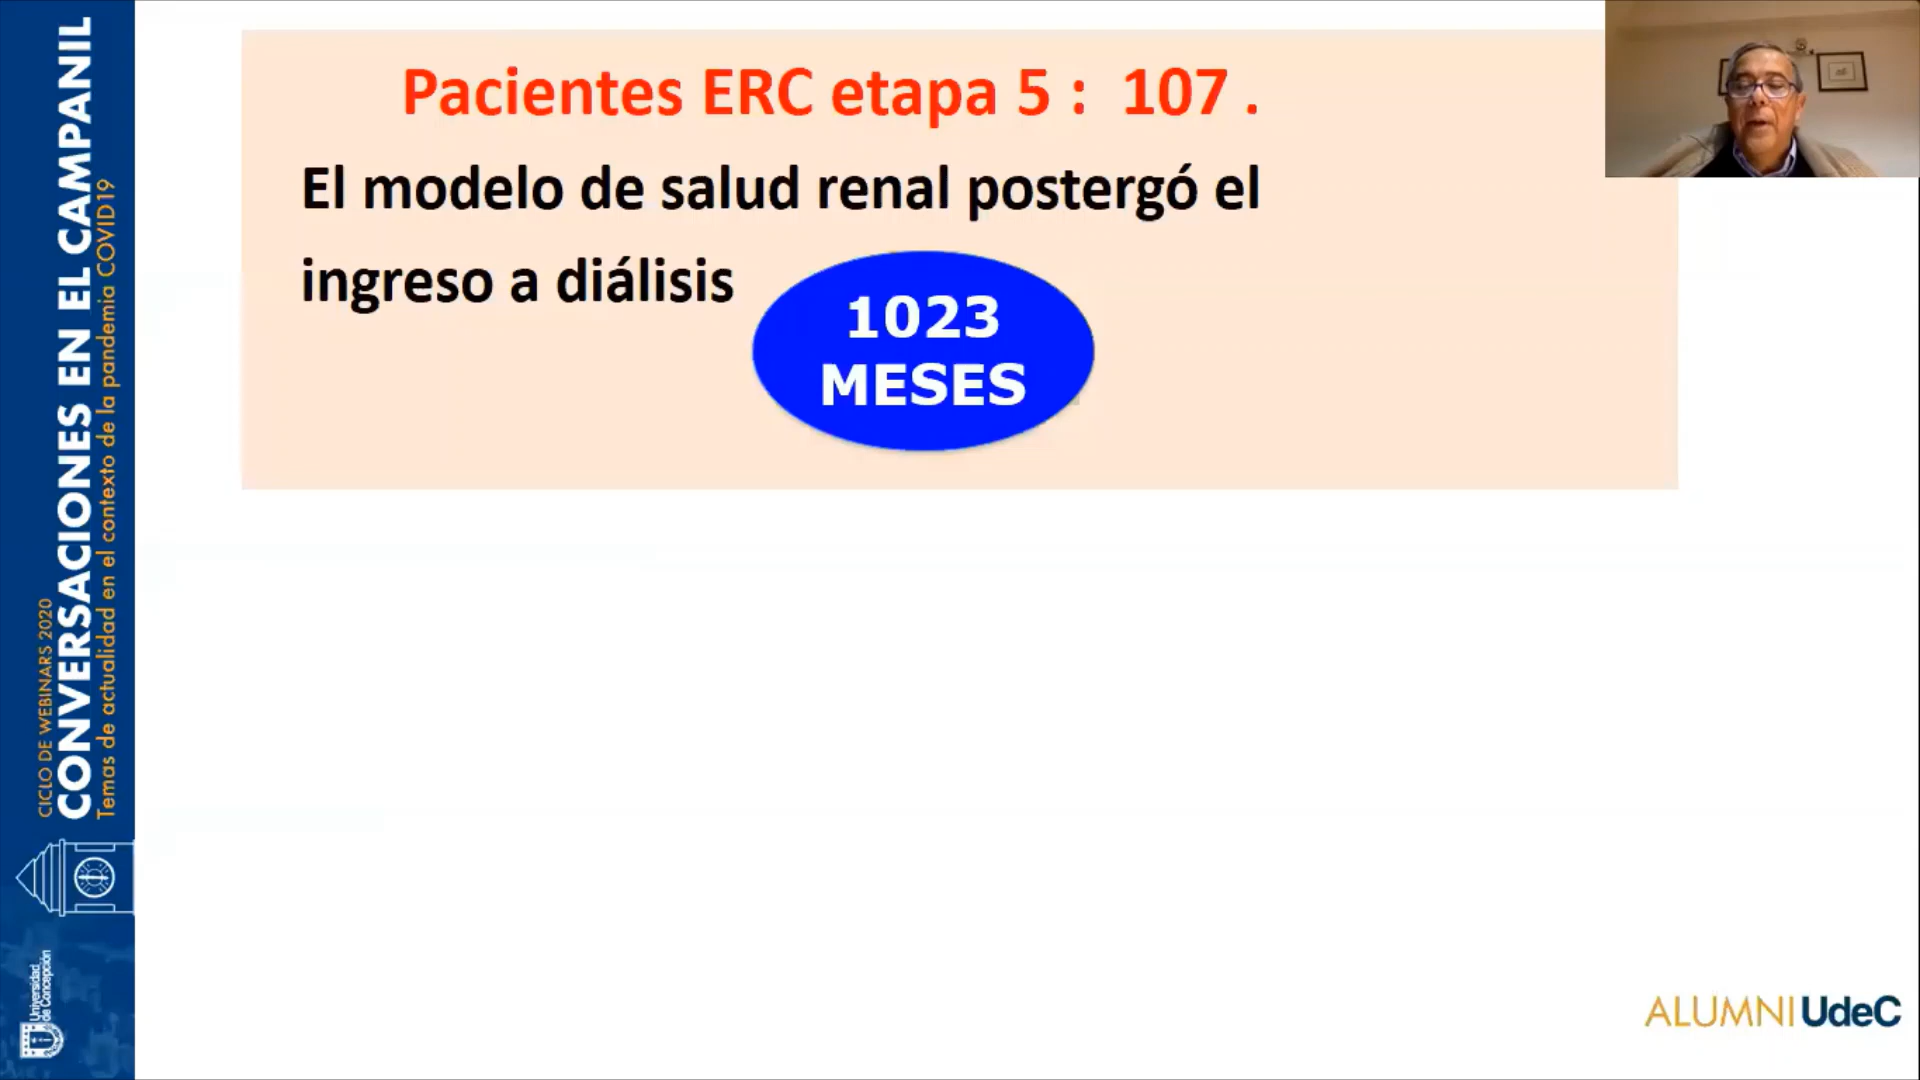 Pacientes ERC etapa 5 : 107 .
El modelo de salud renal postergó el
ingreso a diálisis
1023
MESES
CICLO DE WEBINARS 2020
CONVERSACIONES EN EL CAMPANIL
Temas de actualidad en el contexto de la pandemia COVID19
Universidad
de Concepción
ALUMNI UdeC